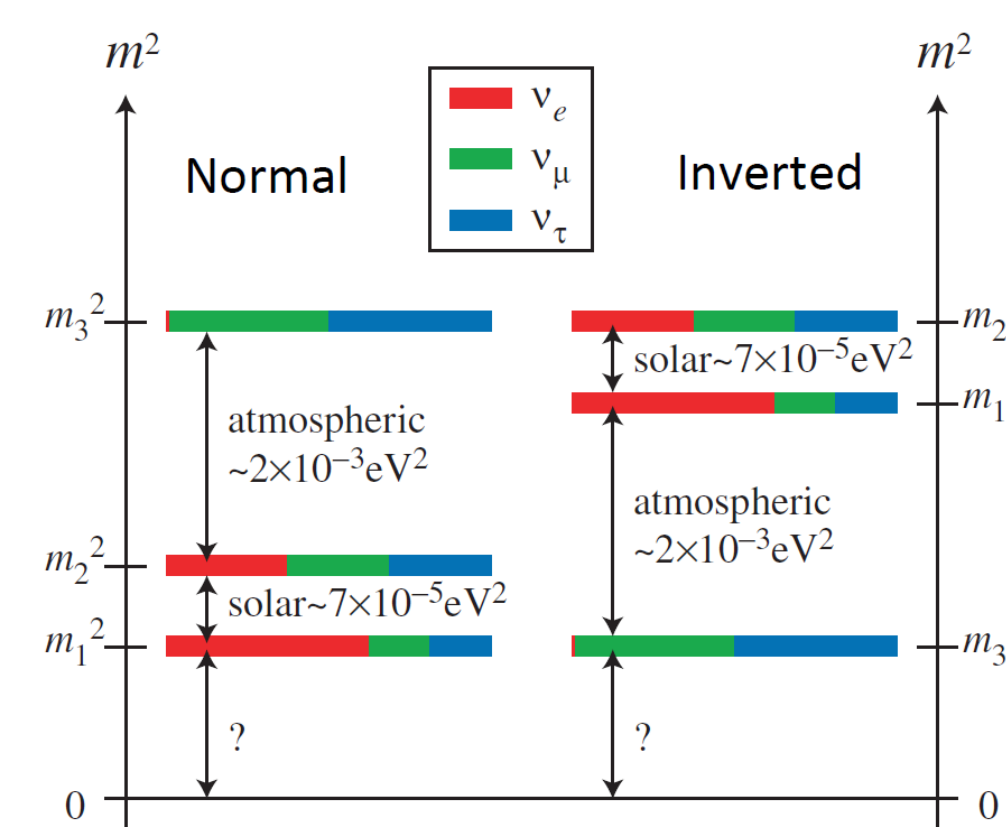 m² m²
νₑ
Normal νμ Inverted
ντ
m₃² m₂
solar~7×10⁻⁵eV²
m₁
atmospheric
~2×10⁻³eV²
atmospheric
~2×10⁻³eV²
m₂²
solar~7×10⁻⁵eV²
m₁² m₃
? ?
0 0